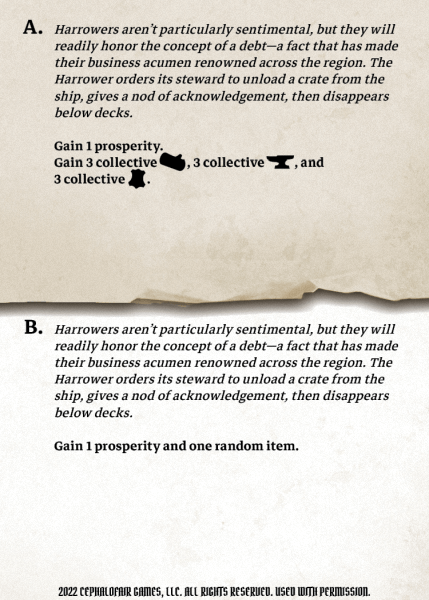 A. Harrowers aren't particularly sentimental, but they will
readily honor the concept of a debt—a fact that has made
their business acumen renowned across the region. The
Harrower orders its steward to unload a crate from the
ship, gives a nod of acknowledgement, then disappears
below decks.
Gain 1 prosperity.
Gain 3 collective , 3 collective , and
3 collective .
B. Harrowers aren't particularly sentimental, but they will
readily honor the concept of a debt—a fact that has made
their business acumen renowned across the region. The
Harrower orders its steward to unload a crate from the
ship, gives a nod of acknowledgement, then disappears
below decks.
Gain 1 prosperity and one random item.
2022 CEPHALOFAIR GAMES, LLC. ALL RIGHTS RESERVED. USED WITH PERMISSION.